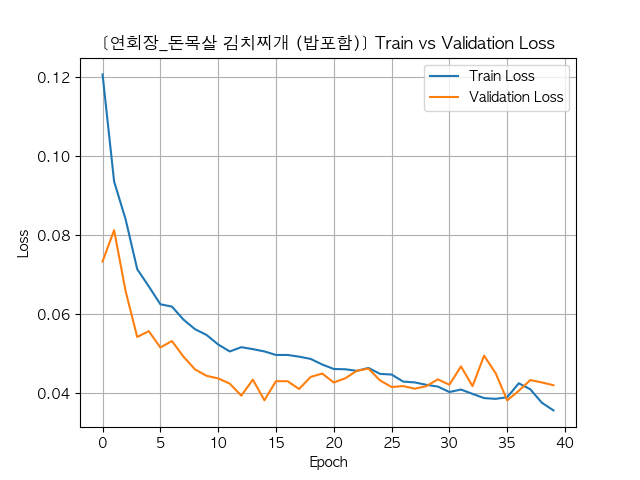 [연회장_돈목살 김치찌개 (밥포함)] Train vs Validation Loss
Train Loss
Validation Loss
Loss
0.12
0.10
0.08
0.06
0.04
0 5 10 15 20 25 30 35 40
Epoch